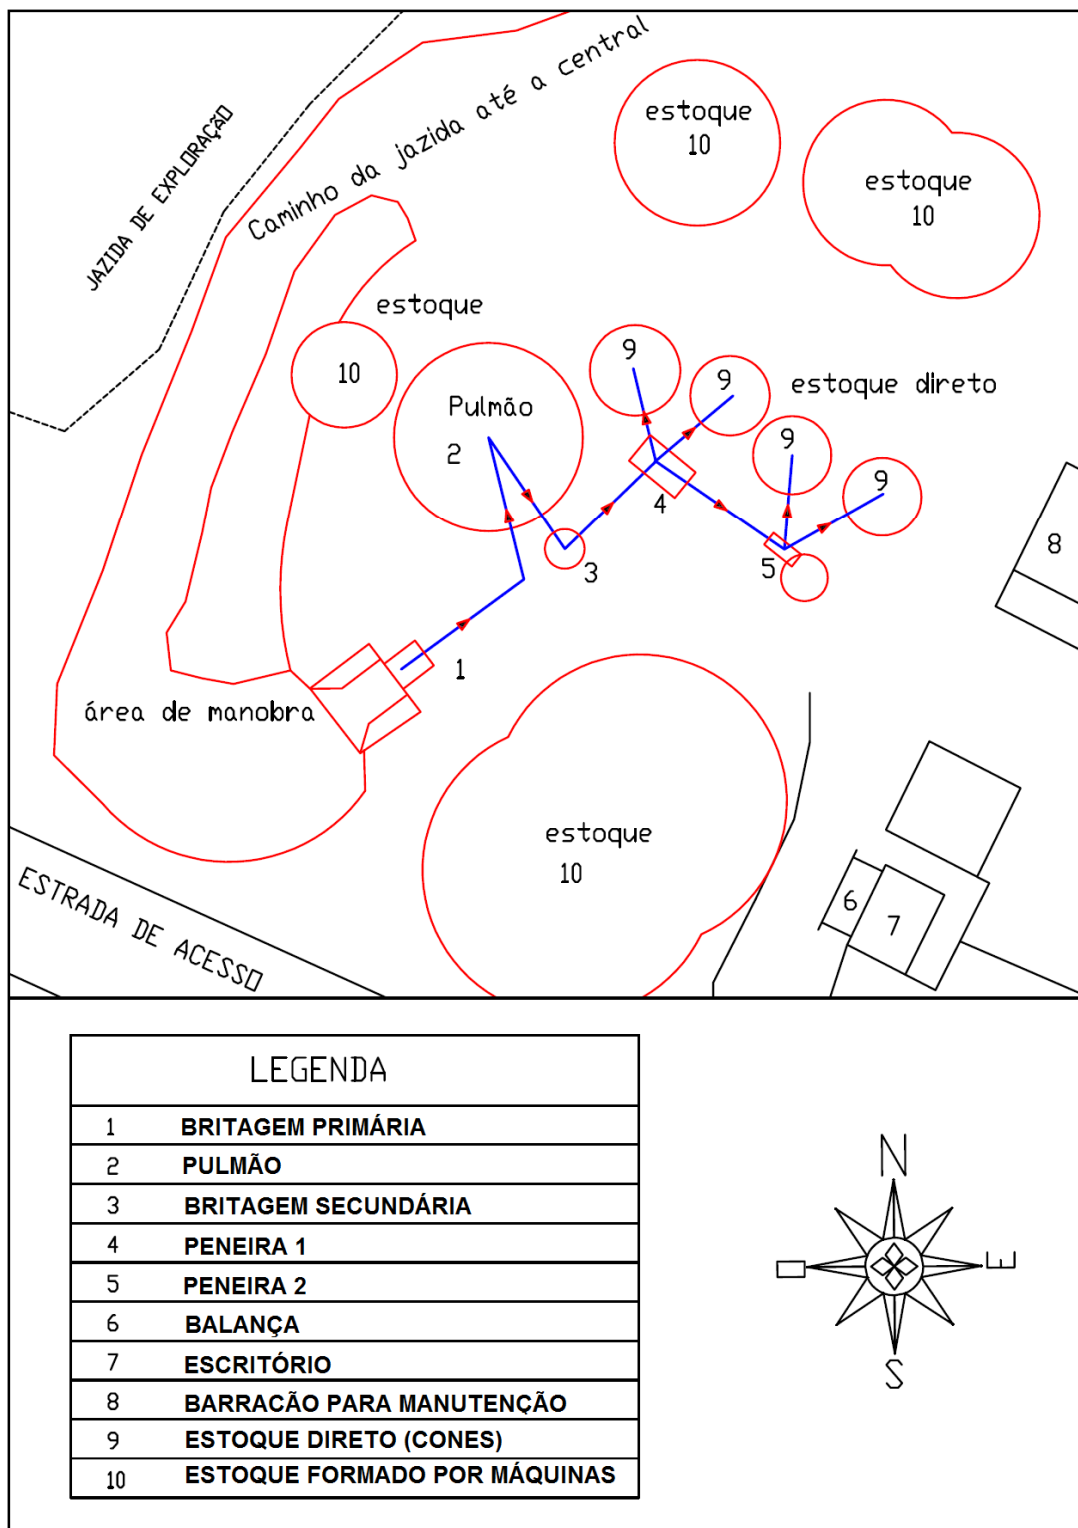 JAZIDA DE EXPLORAÇÃO
Caminho da jazida até a central
estoque
10
estoque
10
estoque
10
Pulmão
2
9
9
estoque direto
9
9
4
3
5
8
1
área de manobra
estoque
10
6
7
ESTRADA DE ACESSO
LEGENDA
1 BRITAGEM PRIMÁRIA
2 PULMÃO
3 BRITAGEM SECUNDÁRIA
4 PENEIRA 1
5 PENEIRA 2
6 BALANÇA
7 ESCRITÓRIO
8 BARRACÃO PARA MANUTENÇÃO
9 ESTOQUE DIRETO (CONES)
10 ESTOQUE FORMADO POR MÁQUINAS
N
O
E
S